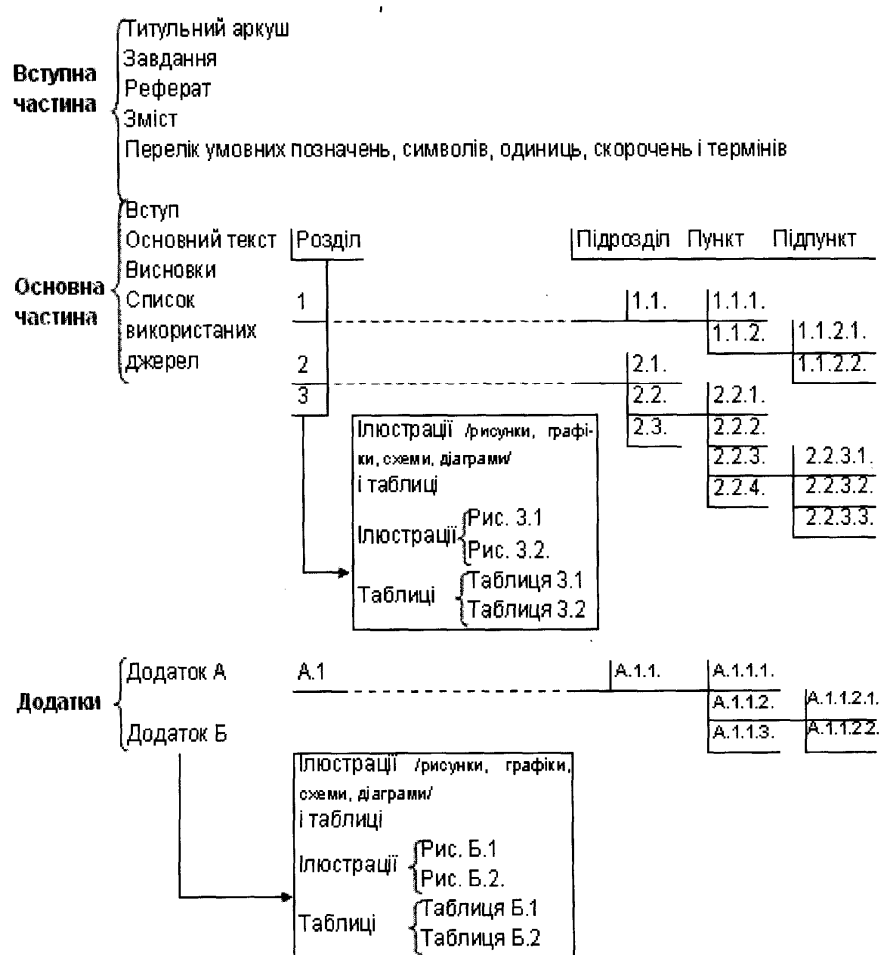 Вступна
частина
Титульний аркуш
Завдання
Реферат
Зміст
Перелік умовних позначень, символів, одиниць, скорочень і термінів
Основна
частина
Вступ
Основний текст
Висновки
Список
використаних
джерел
Розділ Підрозділ Пункт Підпункт
1 1.1. 1.1.1.
1.1.2. 1.1.2.1.
2 2.1. 1.1.2.2.
3 2.2. 2.2.1.
2.3. 2.2.2.
2.2.3. 2.2.3.1.
2.2.4. 2.2.3.2.
2.2.3.3.
Ілюстрації /рисунки, графі-
ки, схеми, діаграми/
і таблиці
Ілюстрації
Рис. 3.1
Рис. 3.2.
Таблиці
Таблиця 3.1
Таблиця 3.2
Додатки
Додаток А
Додаток Б
А.1 А.1.1. А.1.1.1.
А.1.1.2. А.1.1.2.1.
А.1.1.3. А.1.1.2.2.
Ілюстрації /рисунки, графіки,
схеми, діаграми/
і таблиці
Ілюстрації
Рис. Б.1
Рис. Б.2.
Таблиці
Таблиця Б.1
Таблиця Б.2